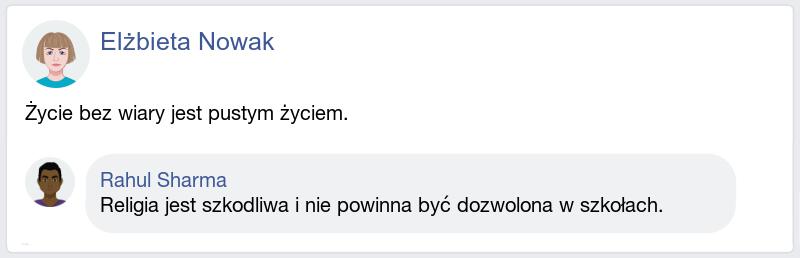 Elżbieta Nowak
Życie bez wiary jest pustym życiem.
Rahul Sharma
Religia jest szkodliwa i nie powinna być dozwolona w szkołach.